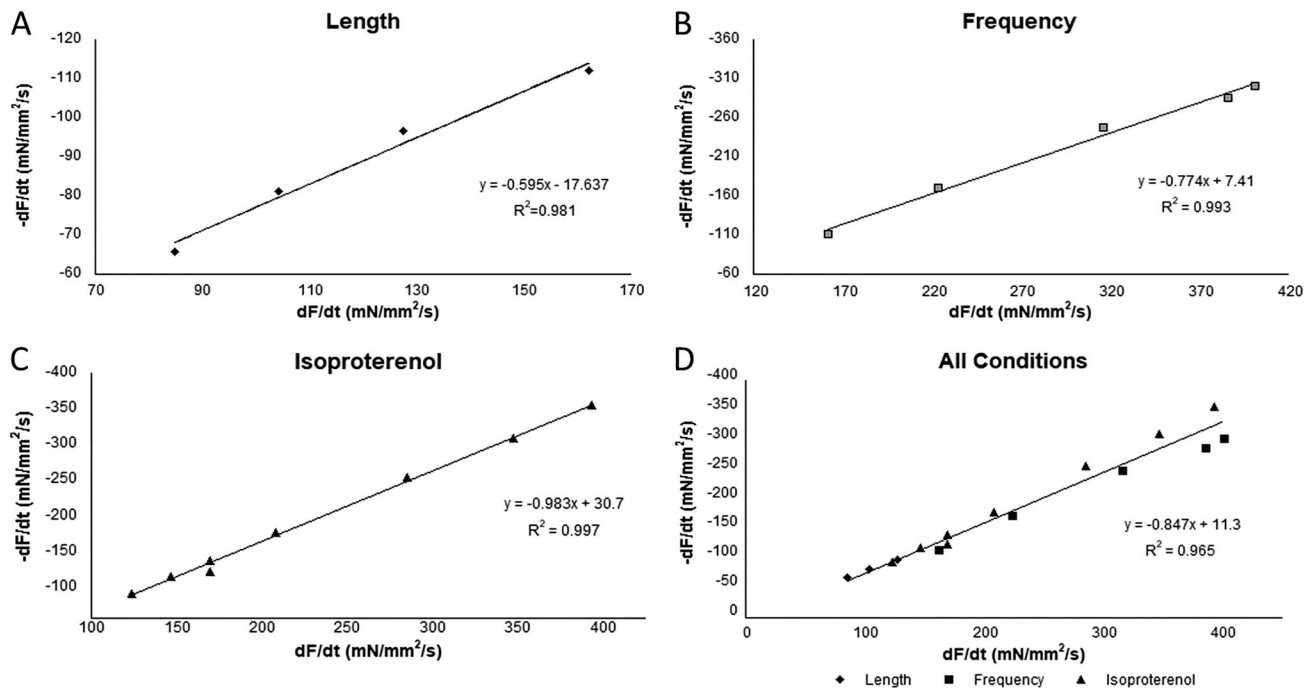 A
Length
-120
-110
-100
-90
-80
-70
-60
-dF/dt (mN/mm²/s)
y = -0.595x - 17.637
R²=0.981
70 90 110 130 150 170
dF/dt (mN/mm²/s)
B
Frequency
-360
-310
-260
-210
-160
-110
-60
-dF/dt (mN/mm²/s)
y = -0.774x + 7.41
R² = 0.993
120 170 220 270 320 370 420
dF/dt (mN/mm²/s)
C
Isoproterenol
-400
-350
-300
-250
-200
-150
-100
-dF/dt (mN/mm²/s)
y = -0.983x + 30.7
R² = 0.997
100 150 200 250 300 350 400
dF/dt (mN/mm²/s)
D
All Conditions
-400
-350
-300
-250
-200
-150
-100
-50
0
-dF/dt (mN/mm²/s)
y = -0.847x + 11.3
R² = 0.965
0 100 200 300 400
dF/dt (mN/mm²/s)
Length Frequency Isoproterenol